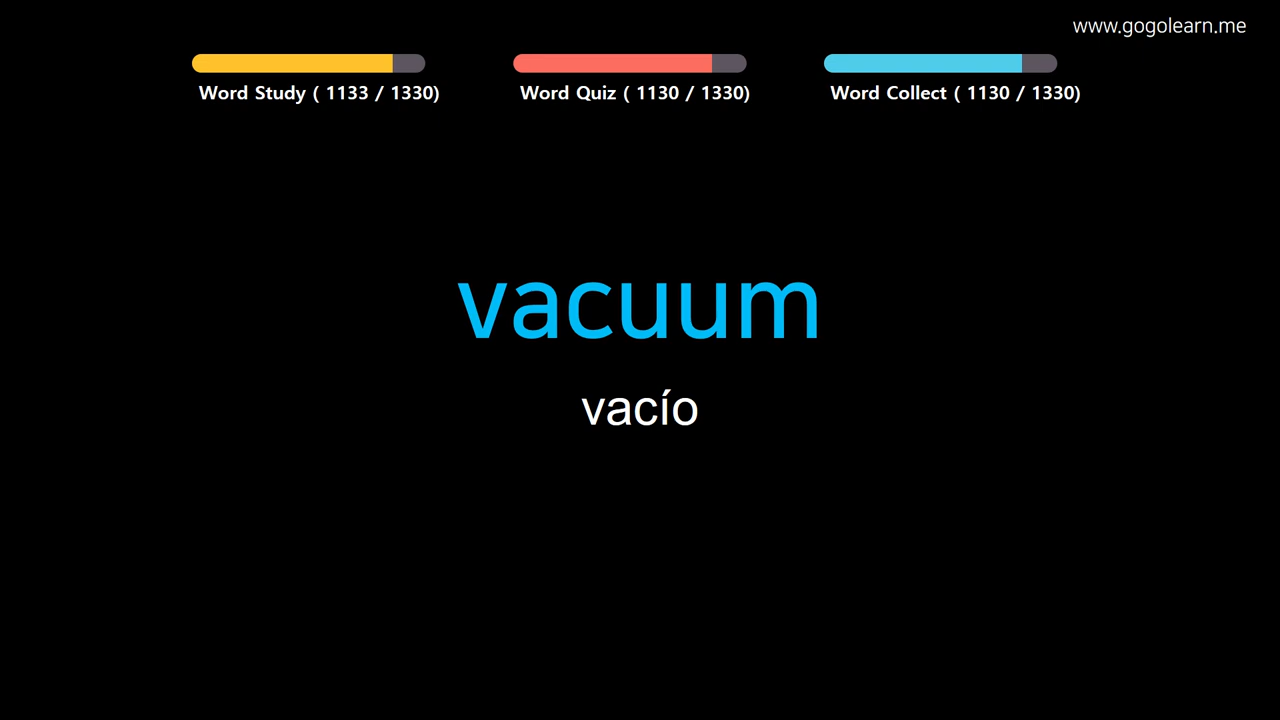 www.gogolearn.me
Word Study ( 1133 / 1330)
Word Quiz ( 1130 / 1330)
Word Collect ( 1130 / 1330)
vacuum
vacío